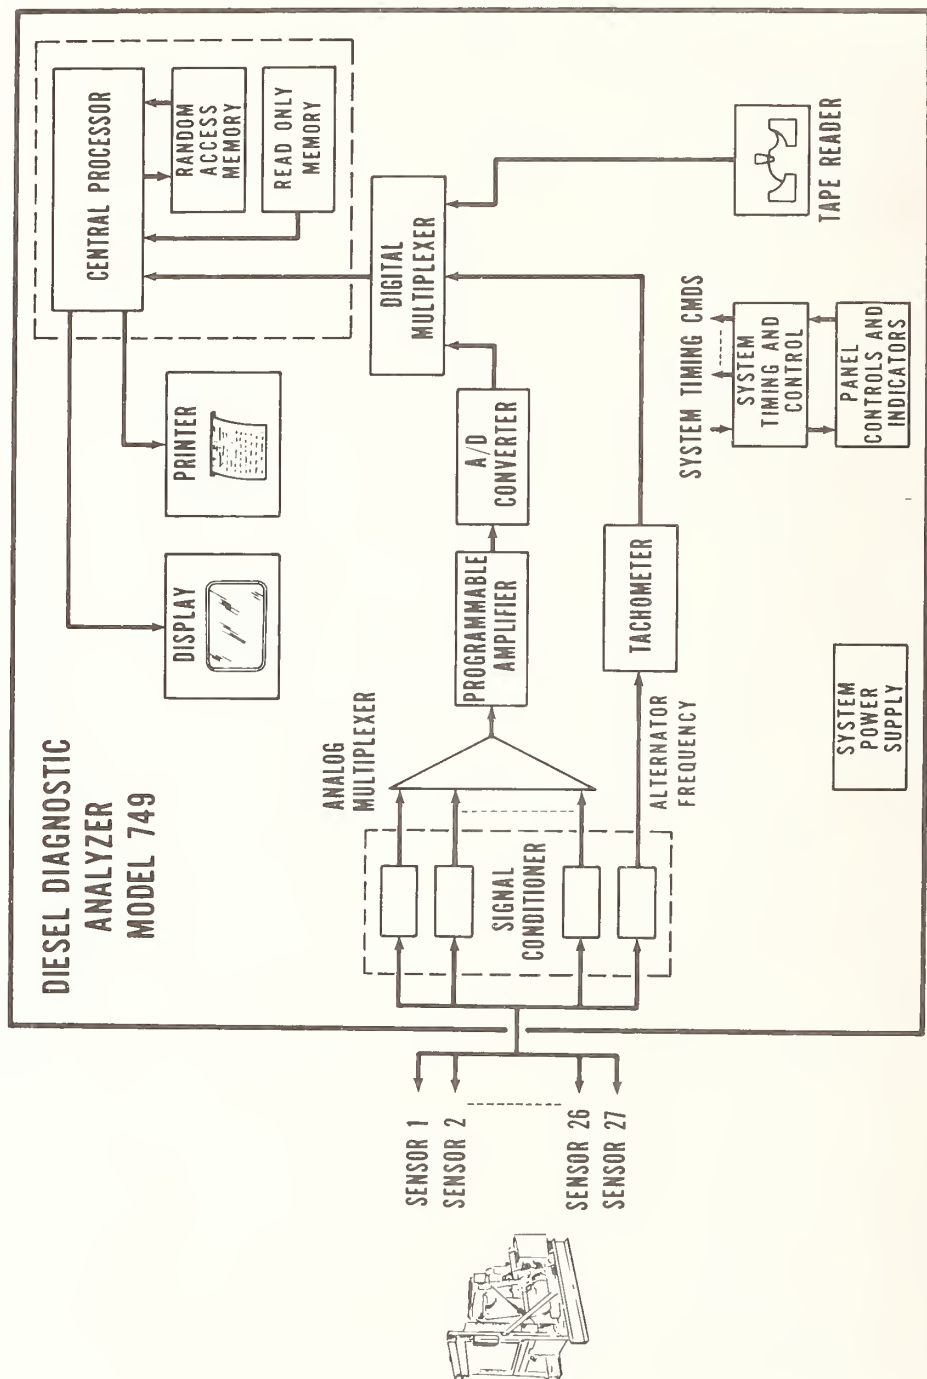 DIESEL DIAGNOSTIC
ANALYZER
MODEL 749
DISPLAY
PRINTER
CENTRAL PROCESSOR
RANDOM
ACCESS
MEMORY
READ ONLY
MEMORY
ANALOG
MULTIPLEXER
PROGRAMMABLE
AMPLIFIER
A/D
CONVERTER
DIGITAL
MULTIPLEXER
SENSOR 1
SENSOR 2
SENSOR 26
SENSOR 27
SIGNAL
CONDITIONER
ALTERNATOR
FREQUENCY
TACHOMETER
SYSTEM TIMING CMDS
SYSTEM
TIMING AND
CONTROL
PANEL
CONTROLS AND
INDICATORS
TAPE READER
SYSTEM
POWER
SUPPLY